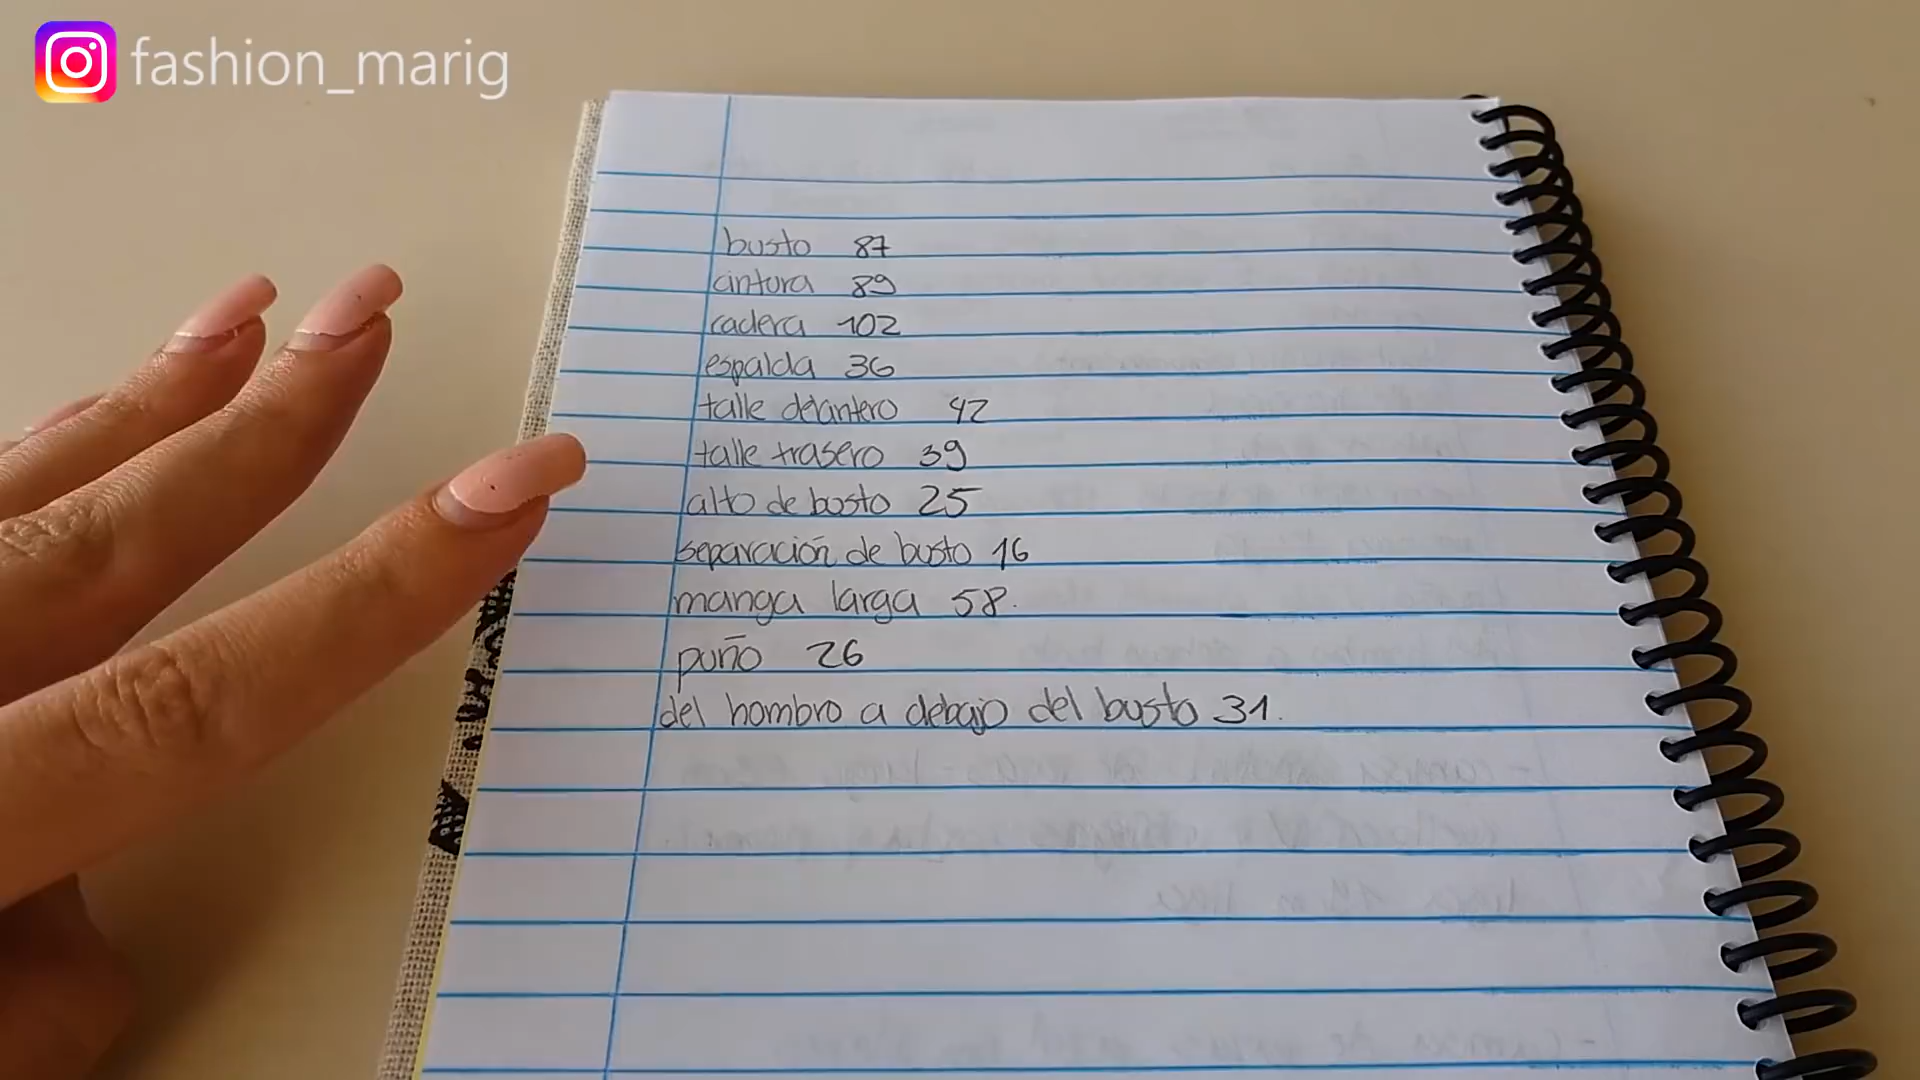 fashion_marig
busto 87
cintura 89
cadera 102
espalda 36
talle delantero 42
talle trasero 39
alto de busto 25
separación de busto 16
manga larga 58.
puño 26
del hombro a debajo del busto 31.